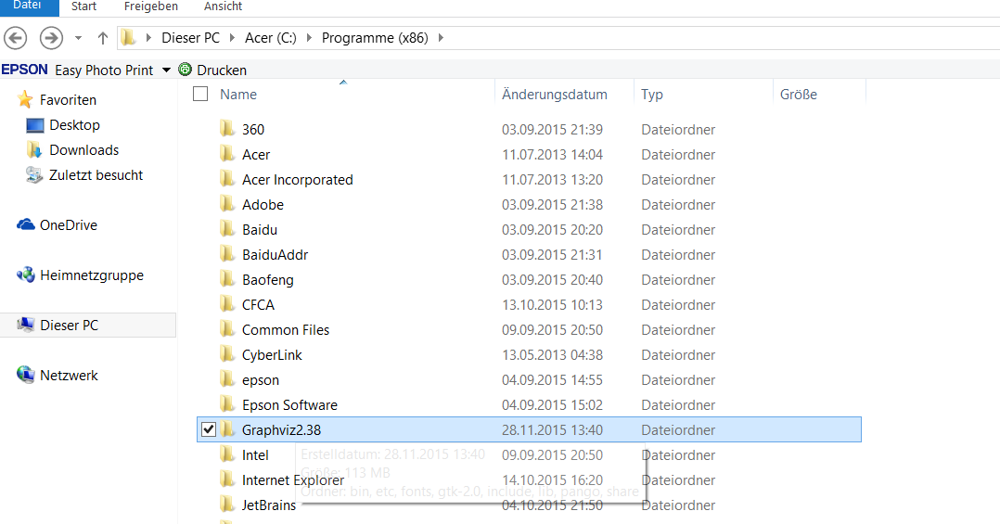 Datei Start Freigeben Ansicht
Dieser PC Acer (C:) Programme (x86)
EPSON Easy Photo Print Drucken
Favoriten
Desktop
Downloads
Zuletzt besucht
OneDrive
Heimnetzgruppe
Dieser PC
Netzwerk
Name Änderungsdatum Typ Größe
360 03.09.2015 21:39 Dateiordner
Acer 11.07.2013 14:04 Dateiordner
Acer Incorporated 11.07.2013 13:20 Dateiordner
Adobe 03.09.2015 21:38 Dateiordner
Baidu 03.09.2015 20:20 Dateiordner
BaiduAddr 03.09.2015 21:31 Dateiordner
Baofeng 03.09.2015 20:40 Dateiordner
CFCA 13.10.2015 10:13 Dateiordner
Common Files 09.09.2015 20:50 Dateiordner
CyberLink 13.05.2013 04:38 Dateiordner
epson 04.09.2015 14:55 Dateiordner
Epson Software 04.09.2015 15:02 Dateiordner
Graphviz2.38 28.11.2015 13:40 Dateiordner
Intel 09.09.2015 20:50 Dateiordner
Internet Explorer 14.10.2015 16:20 Dateiordner
JetBrains 04.10.2015 21:50 Dateiordner
Erstelldatum: 28.11.2015 13:40
Größe: 113 MB
Ordner: bin, etc, fonts, gtk-2.0, include, lib, pango, share